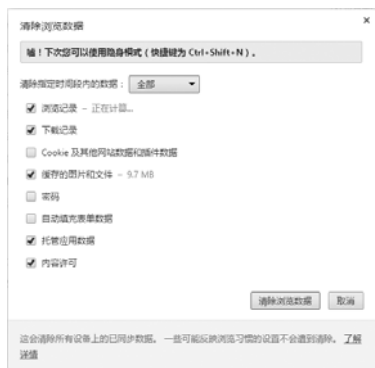 清除浏览数据
嘘！下次您可以使用隐身模式（快捷键为 Ctrl+Shift+N）。
清除指定时间段内的数据： 全部
浏览记录 – 正在计算...
下载记录
Cookie 及其他网站数据和插件数据
缓存的图片和文件 – 9.7 MB
密码
自动填充表单数据
托管应用数据
内容许可
清除浏览数据 取消
这会清除所有设备上的已同步数据。一些可能反映浏览习惯的设置不会遭到清除。 了解
详情